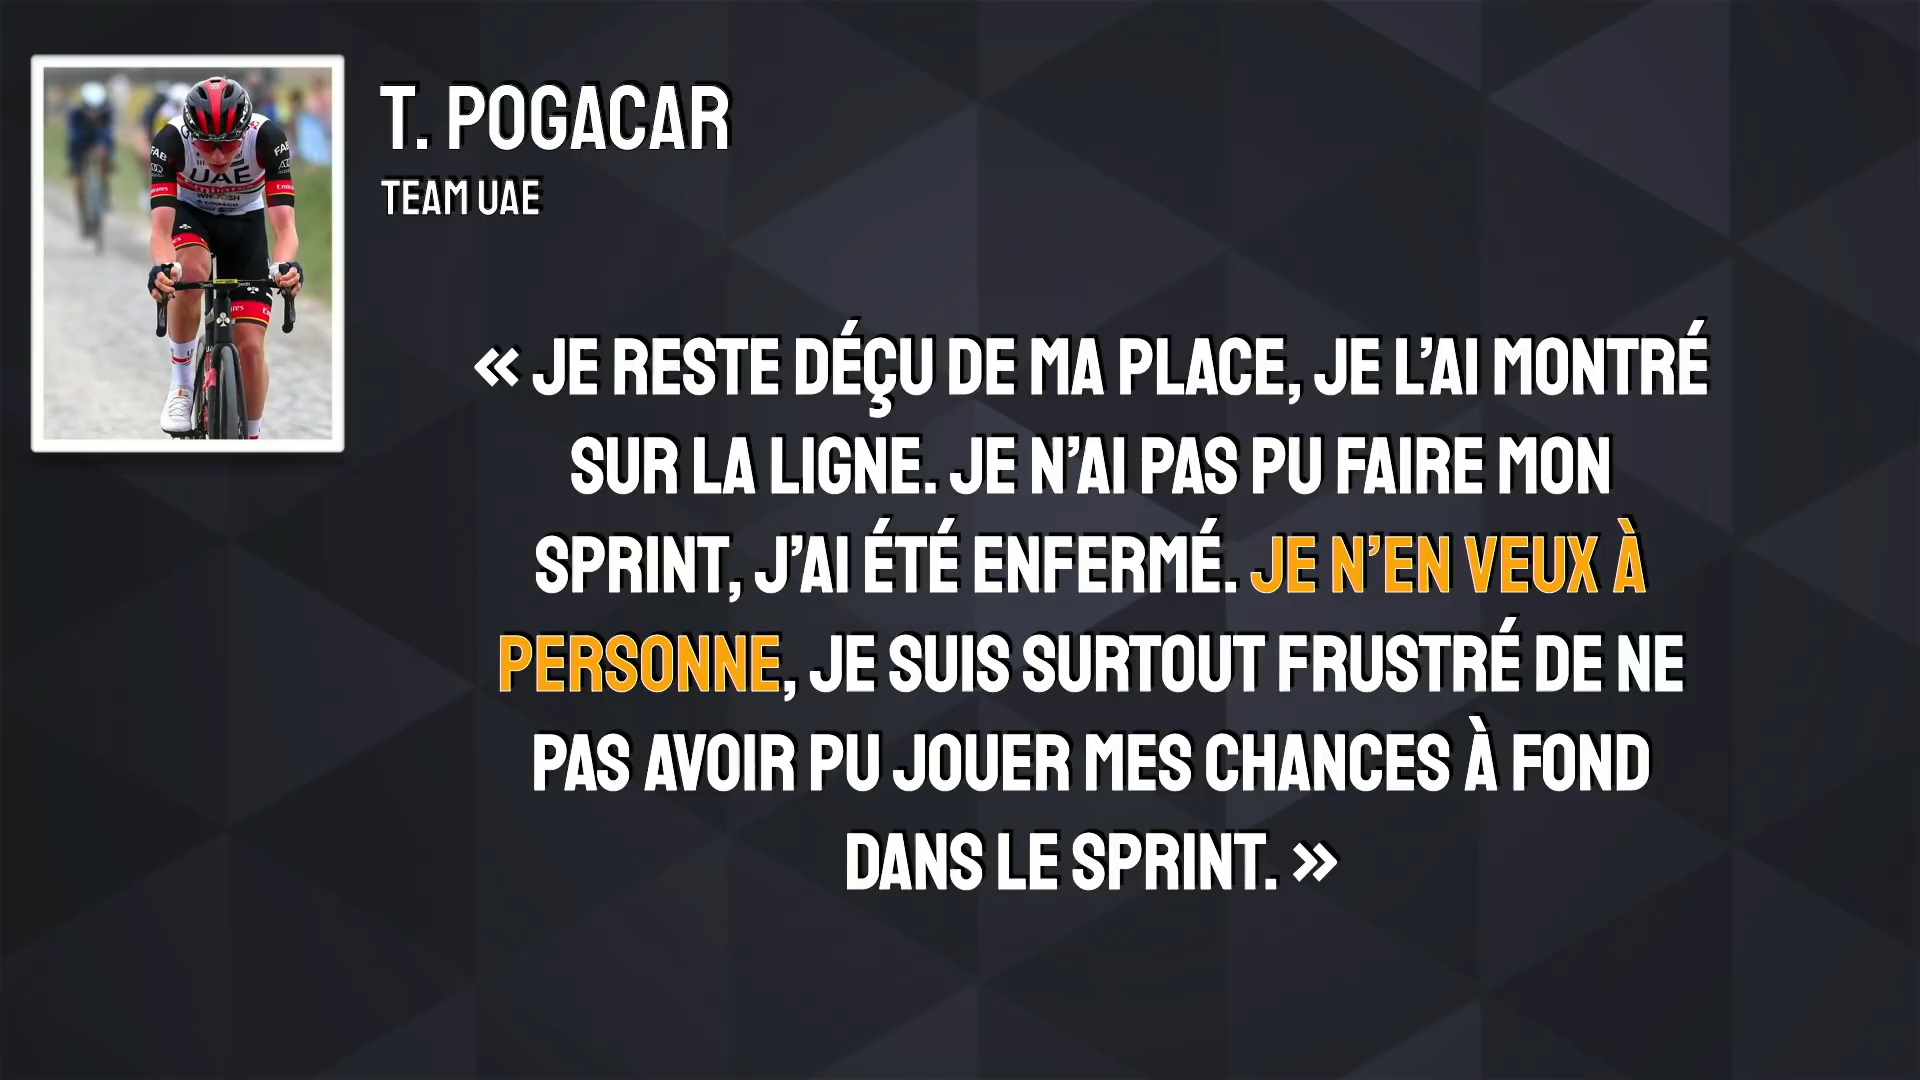 T. POGACAR
TEAM UAE
« JE RESTE DÉÇU DE MA PLACE, JE L'AI MONTRÉ
SUR LA LIGNE. JE N'AI PAS PU FAIRE MON
SPRINT, J'AI ÉTÉ ENFERMÉ. JE N'EN VEUX À
PERSONNE, JE SUIS SURTOUT FRUSTRÉ DE NE
PAS AVOIR PU JOUER MES CHANCES À FOND
DANS LE SPRINT. »
UAE
Emirates